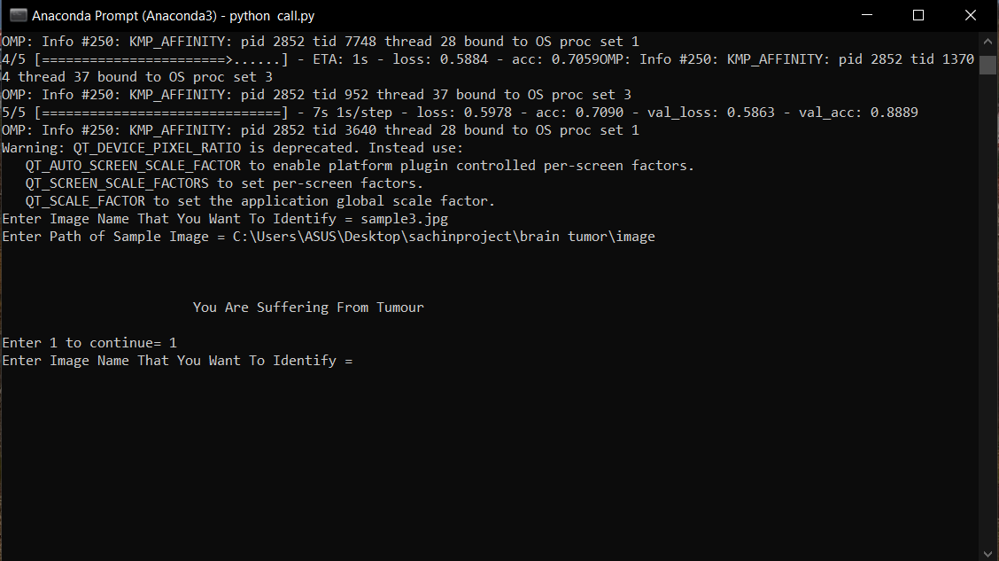 Anaconda Prompt (Anaconda3) - python  call.py
OMP: Info #250: KMP_AFFINITY: pid 2852 tid 7748 thread 28 bound to OS proc set 1
4/5 [=======================>......] - ETA: 1s - loss: 0.5884 - acc: 0.7059OMP: Info #250: KMP_AFFINITY: pid 2852 tid 1370
4 thread 37 bound to OS proc set 3
OMP: Info #250: KMP_AFFINITY: pid 2852 tid 952 thread 37 bound to OS proc set 3
5/5 [==============================] - 7s 1s/step - loss: 0.5978 - acc: 0.7090 - val_loss: 0.5863 - val_acc: 0.8889
OMP: Info #250: KMP_AFFINITY: pid 2852 tid 3640 thread 28 bound to OS proc set 1
Warning: QT_DEVICE_PIXEL_RATIO is deprecated. Instead use:
   QT_AUTO_SCREEN_SCALE_FACTOR to enable platform plugin controlled per-screen factors.
   QT_SCREEN_SCALE_FACTORS to set per-screen factors.
   QT_SCALE_FACTOR to set the application global scale factor.
Enter Image Name That You Want To Identify = sample3.jpg
Enter Path of Sample Image = C:\Users\ASUS\Desktop\sachinproject\brain tumor\image
You Are Suffering From Tumour
Enter 1 to continue= 1
Enter Image Name That You Want To Identify =